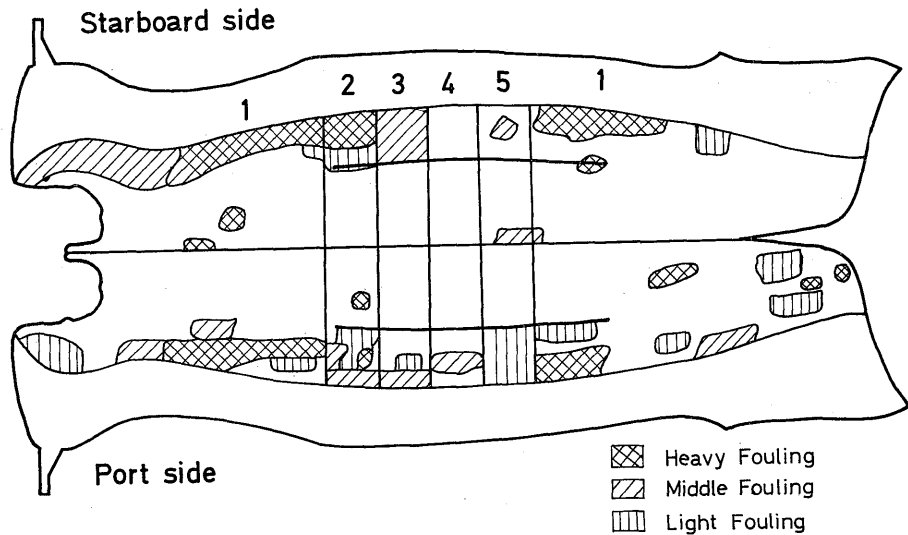 Starboard side
1 2 3 4 5 1
Port side
Heavy Fouling
Middle Fouling
Light Fouling